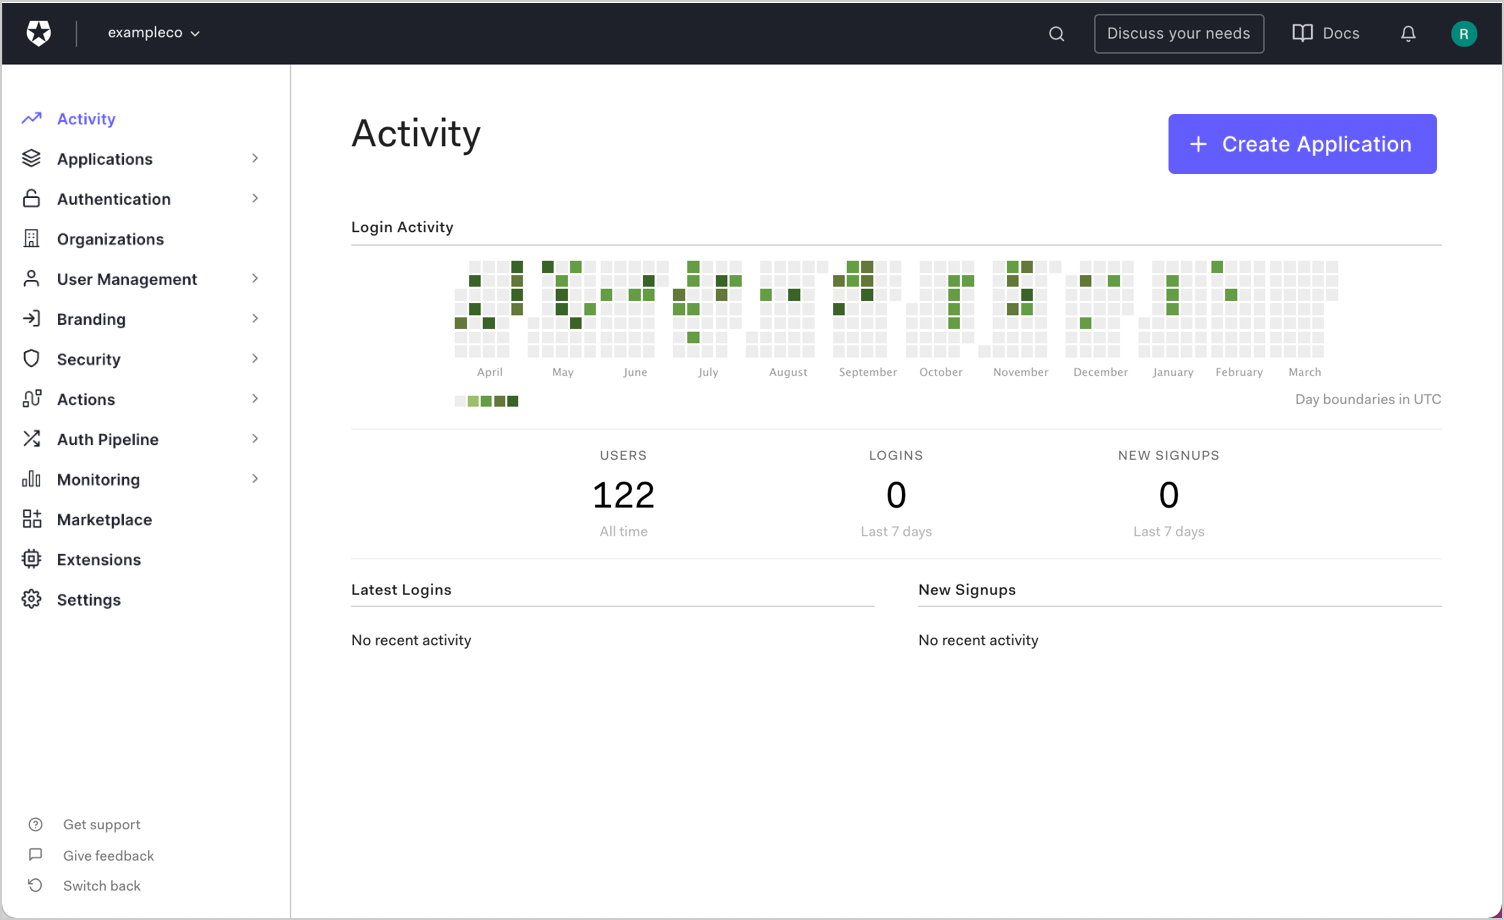 exampleco
Discuss your needs
Docs
R
Activity
Applications
Authentication
Organizations
User Management
Branding
Security
Actions
Auth Pipeline
Monitoring
Marketplace
Extensions
Settings
Get support
Give feedback
Switch back
Activity
+ Create Application
Login Activity
April May June July August September October November December January February March
Day boundaries in UTC
USERS LOGINS NEW SIGNUPS
122 0 0
All time Last 7 days Last 7 days
Latest Logins
No recent activity
New Signups
No recent activity